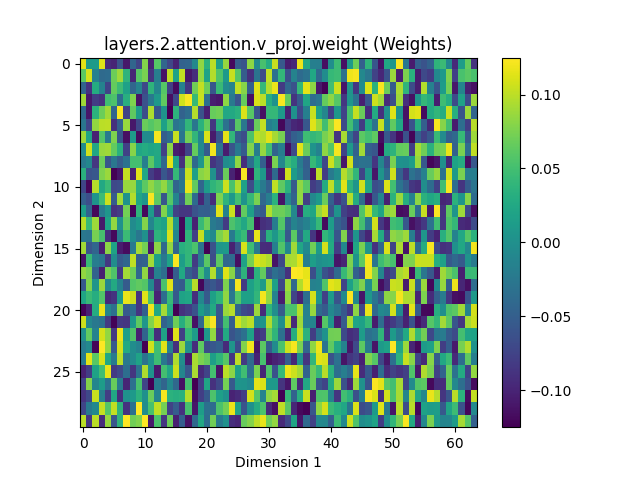 layers.2.attention.v_proj.weight (Weights)
0
5
10
15
20
25
Dimension 2
0 10 20 30 40 50 60
Dimension 1
0.10
0.05
0.00
−0.05
−0.10